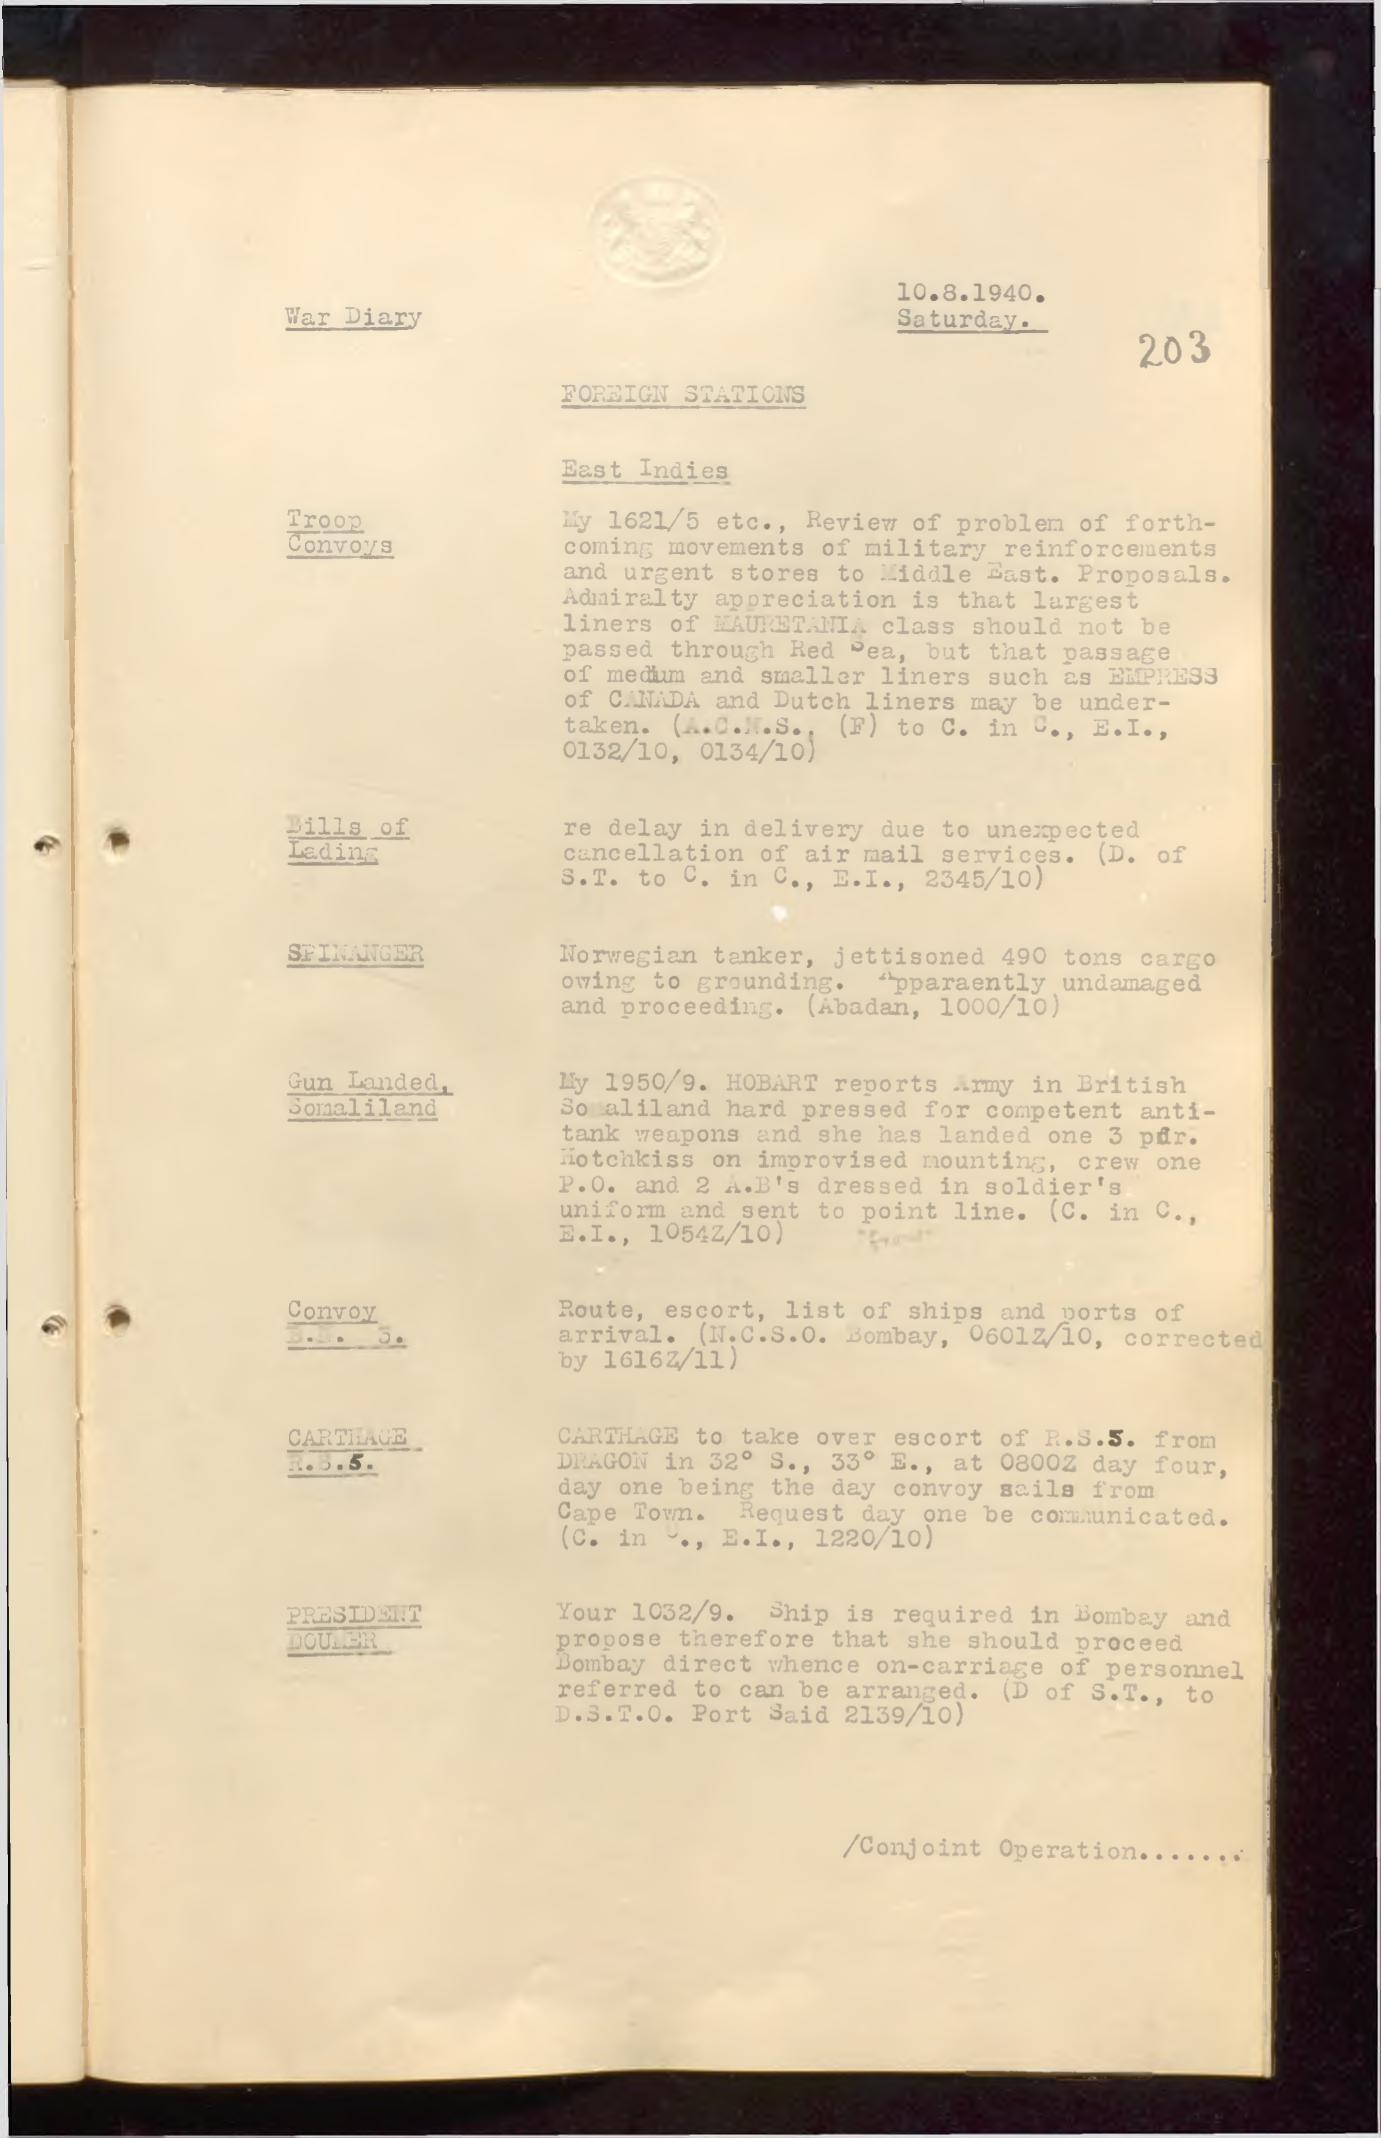 10.8.1940.
War Diary
Saturday.
203
FOREIGN STATIONS
East Indies
Troop
Convoys
My 1621/5 etc., Review of problem of forth-
coming movements of military reinforcements
and urgent stores to Middle East. Proposals.
Admiralty appreciation is that largest
liners of MAURETANIA class should not be
passed through Red Sea, but that passage
of medium and smaller liners such as EMPRESS
of CANADA and Dutch liners may be under-
taken. (A.C.N.S., (F) to C. in C., E.I.,
0132/10, 0134/10)
Bills of
Lading
re delay in delivery due to unexpected
cancellation of air mail services. (D. of
S.T. to C. in C., E.I., 2345/10)
SPINANGER
Norwegian tanker, jettisoned 490 tons cargo
owing to grounding. Apparaently undamaged
and proceeding. (Abadan, 1000/10)
Gun Landed,
Somaliland
My 1950/9. HOBART reports Army in British
Somaliland hard pressed for competent anti-
tank weapons and she has landed one 3 pdr.
Hotchkiss on improvised mounting, crew one
P.O. and 2 A.B's dressed in soldier's
uniform and sent to point line. (C. in C.,
E.I., 1054Z/10)
"front"
Convoy
3.
Route, escort, list of ships and ports of
arrival. (N.C.S.O. Bombay, 0601Z/10, corrected
by 1616Z/11)
CARTHAGE
R.S.5.
CARTHAGE to take over escort of R.S.5. from
DRAGON in 32° S., 33° E., at 0800Z day four,
day one being the day convoy sails from
Cape Town. Request day one be communicated.
(C. in C., E.I., 1220/10)
PRESIDENT
DOUMER
Your 1032/9. Ship is required in Bombay and
propose therefore that she should proceed
Bombay direct whence on-carriage of personnel
referred to can be arranged. (D of S.T., to
D.S.T.O. Port Said 2139/10)
/Conjoint Operation.......